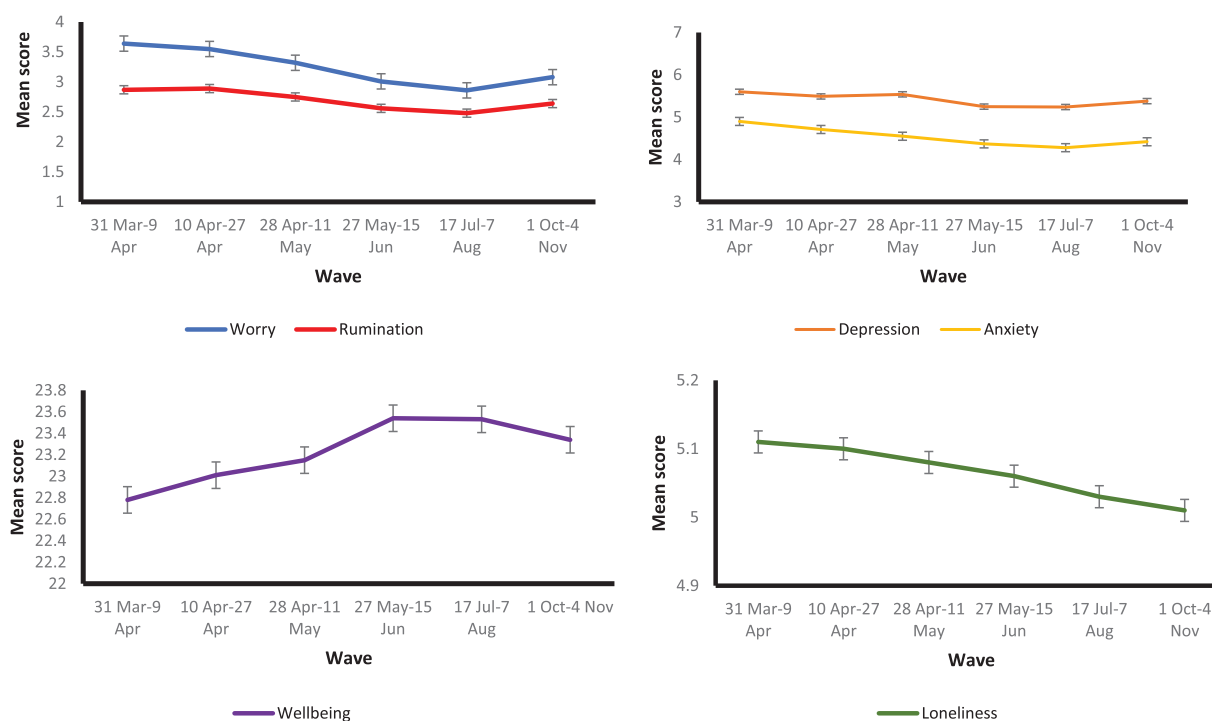 4
3.5
3
2.5
2
1.5
1
Mean score
31 Mar-9 10 Apr-27 28 Apr-11 27 May-15 17 Jul-7 1 Oct-4
Apr Apr May Jun Aug Nov
Wave
Worry Rumination
7
6
5
4
3
Mean score
31 Mar-9 10 Apr-27 28 Apr-11 27 May-15 17 Jul-7 1 Oct-4
Apr Apr May Jun Aug Nov
Wave
Depression Anxiety
23.8
23.6
23.4
23.2
23
22.8
22.6
22.4
22.2
22
Mean score
31 Mar-9 10 Apr-27 28 Apr-11 27 May-15 17 Jul-7 1 Oct-4 Nov
Apr Apr May Jun Aug
Wave
Wellbeing
5.2
5.1
5
4.9
Mean score
31 Mar-9 10 Apr-27 28 Apr-11 27 May-15 17 Jul-7 1 Oct-4
Apr Apr May Jun Aug Nov
Wave
Loneliness